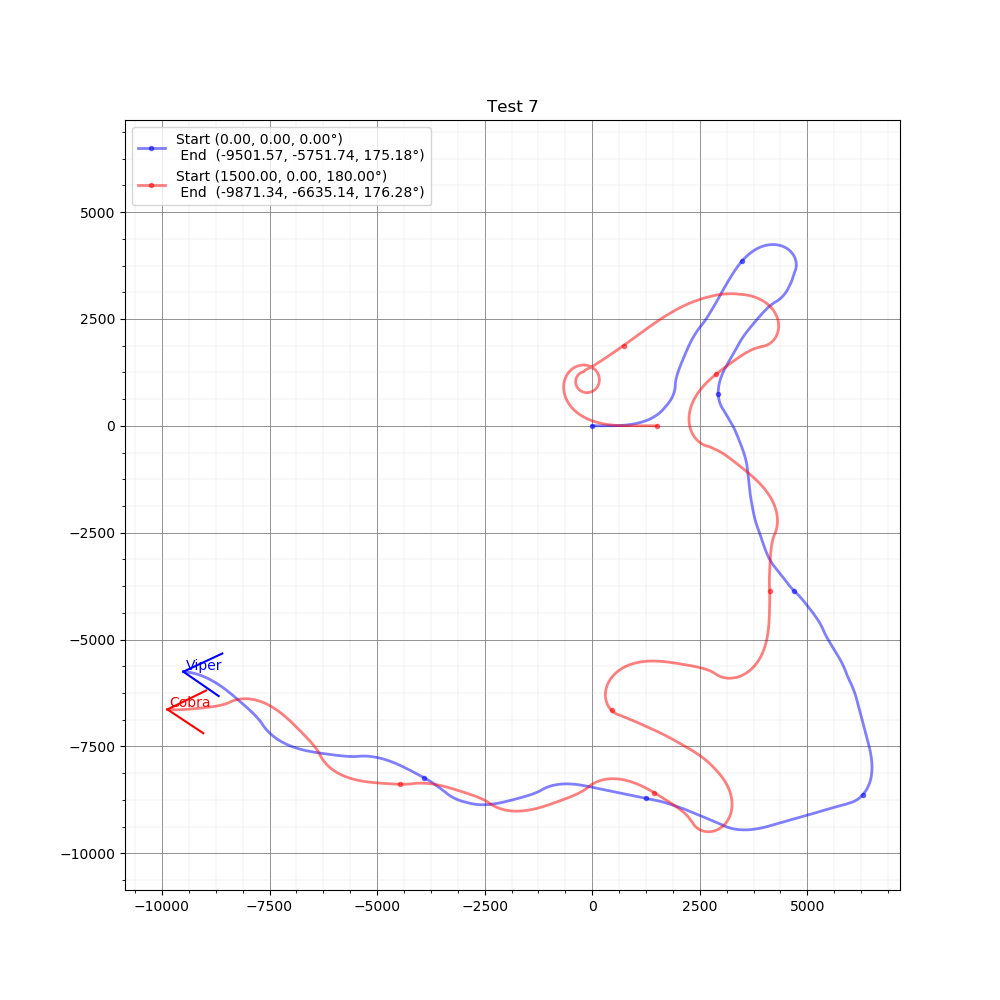 Test 7
Start (0.00, 0.00, 0.00°)
End  (-9501.57, -5751.74, 175.18°)
Start (1500.00, 0.00, 180.00°)
End  (-9871.34, -6635.14, 176.28°)
5000
2500
0
−2500
−5000
−7500
−10000
Viper
Cobra
−10000 −7500 −5000 −2500 0 2500 5000